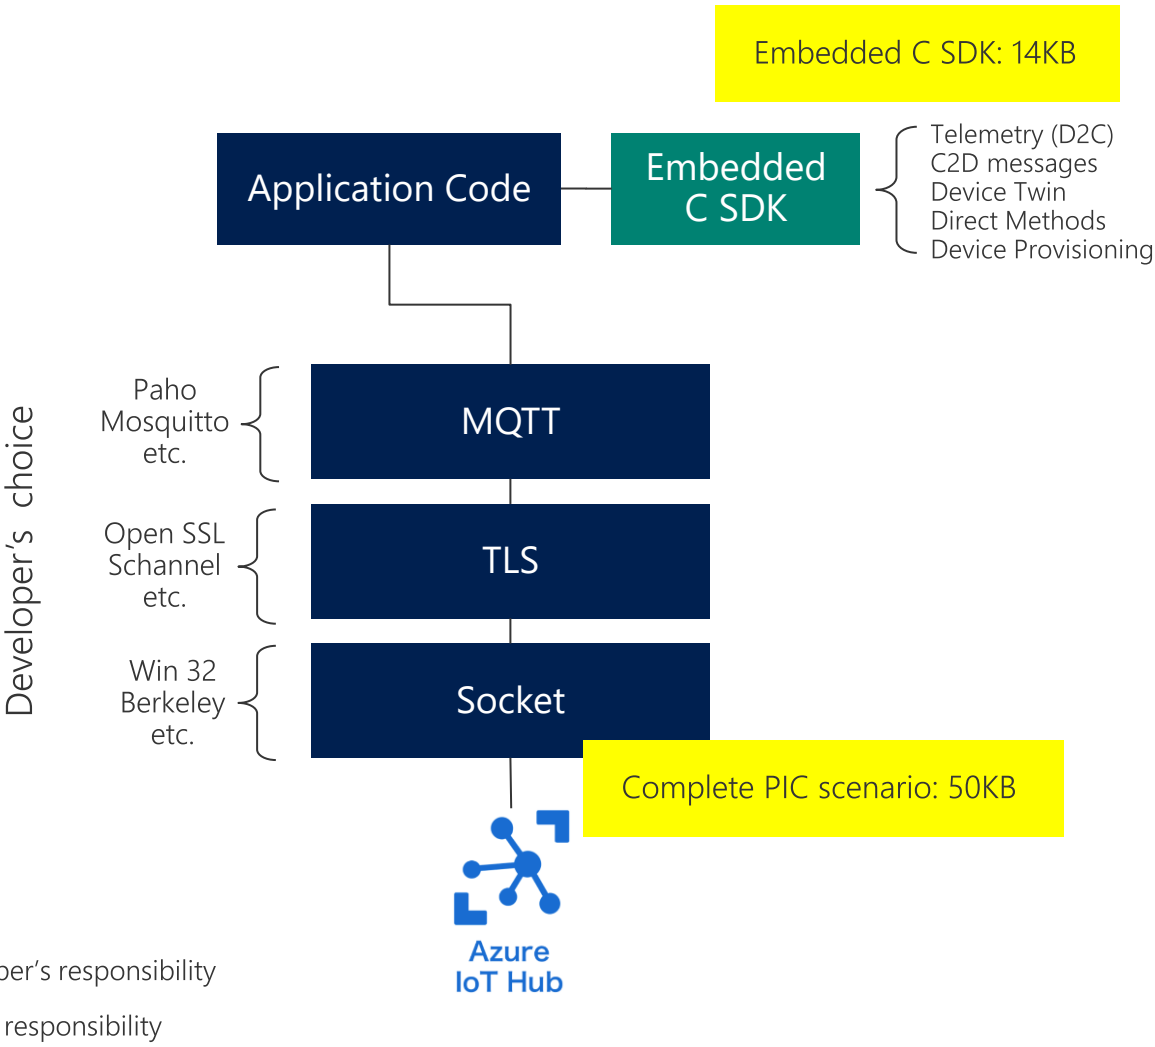 Embedded C SDK: 14KB
Application Code
Embedded
C SDK
Telemetry (D2C)
C2D messages
Device Twin
Direct Methods
Device Provisioning
Developer's choice
Paho
Mosquitto
etc.
MQTT
Open SSL
Schannel
etc.
TLS
Win 32
Berkeley
etc.
Socket
Complete PIC scenario: 50KB
Azure
IoT Hub
per's responsibility
responsibility